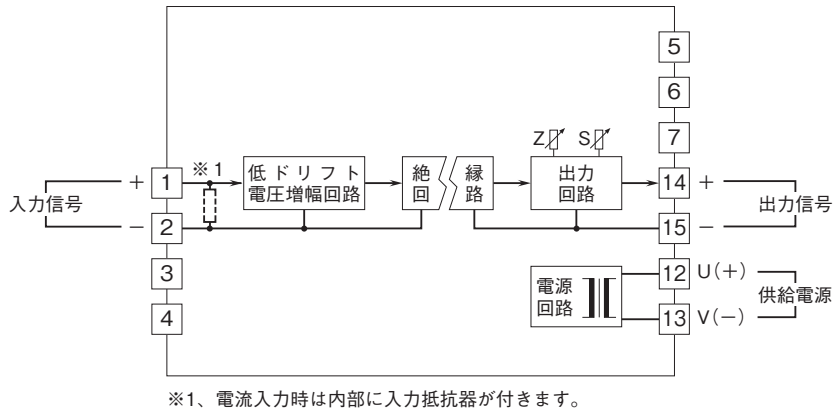 5
6
7
Z S
※1
+ 1 低ドリフト 絶 縁 出力 14 +
電圧増幅回路 回 路 回路
入力信号 出力信号
− 2 15 −
3 12 U(+)
電源 供給電源
回路
4 13 V(−)
※1、電流入力時は内部に入力抵抗器が付きます。